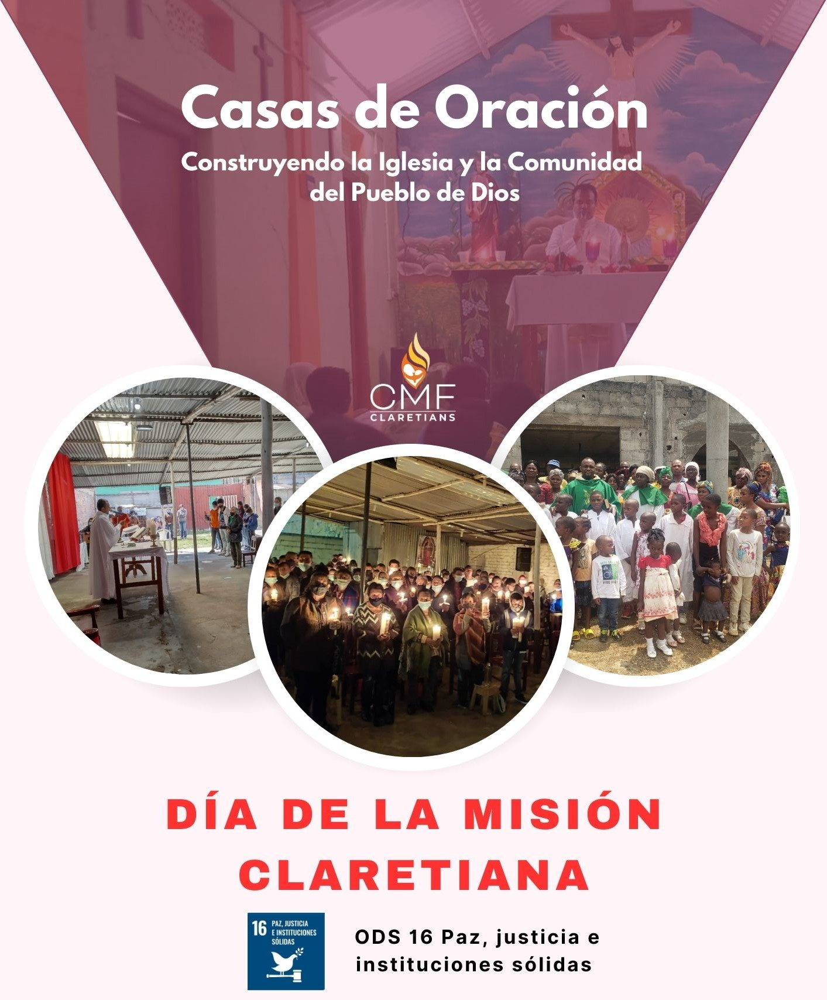 Casas de Oración
Construyendo la Iglesia y la Comunidad
del Pueblo de Dios
CMF
CLARETIANS
DÍA DE LA MISIÓN
CLARETIANA
16 PAZ, JUSTICIA
E INSTITUCIONES
SÓLIDAS
ODS 16 Paz, justicia e
instituciones sólidas